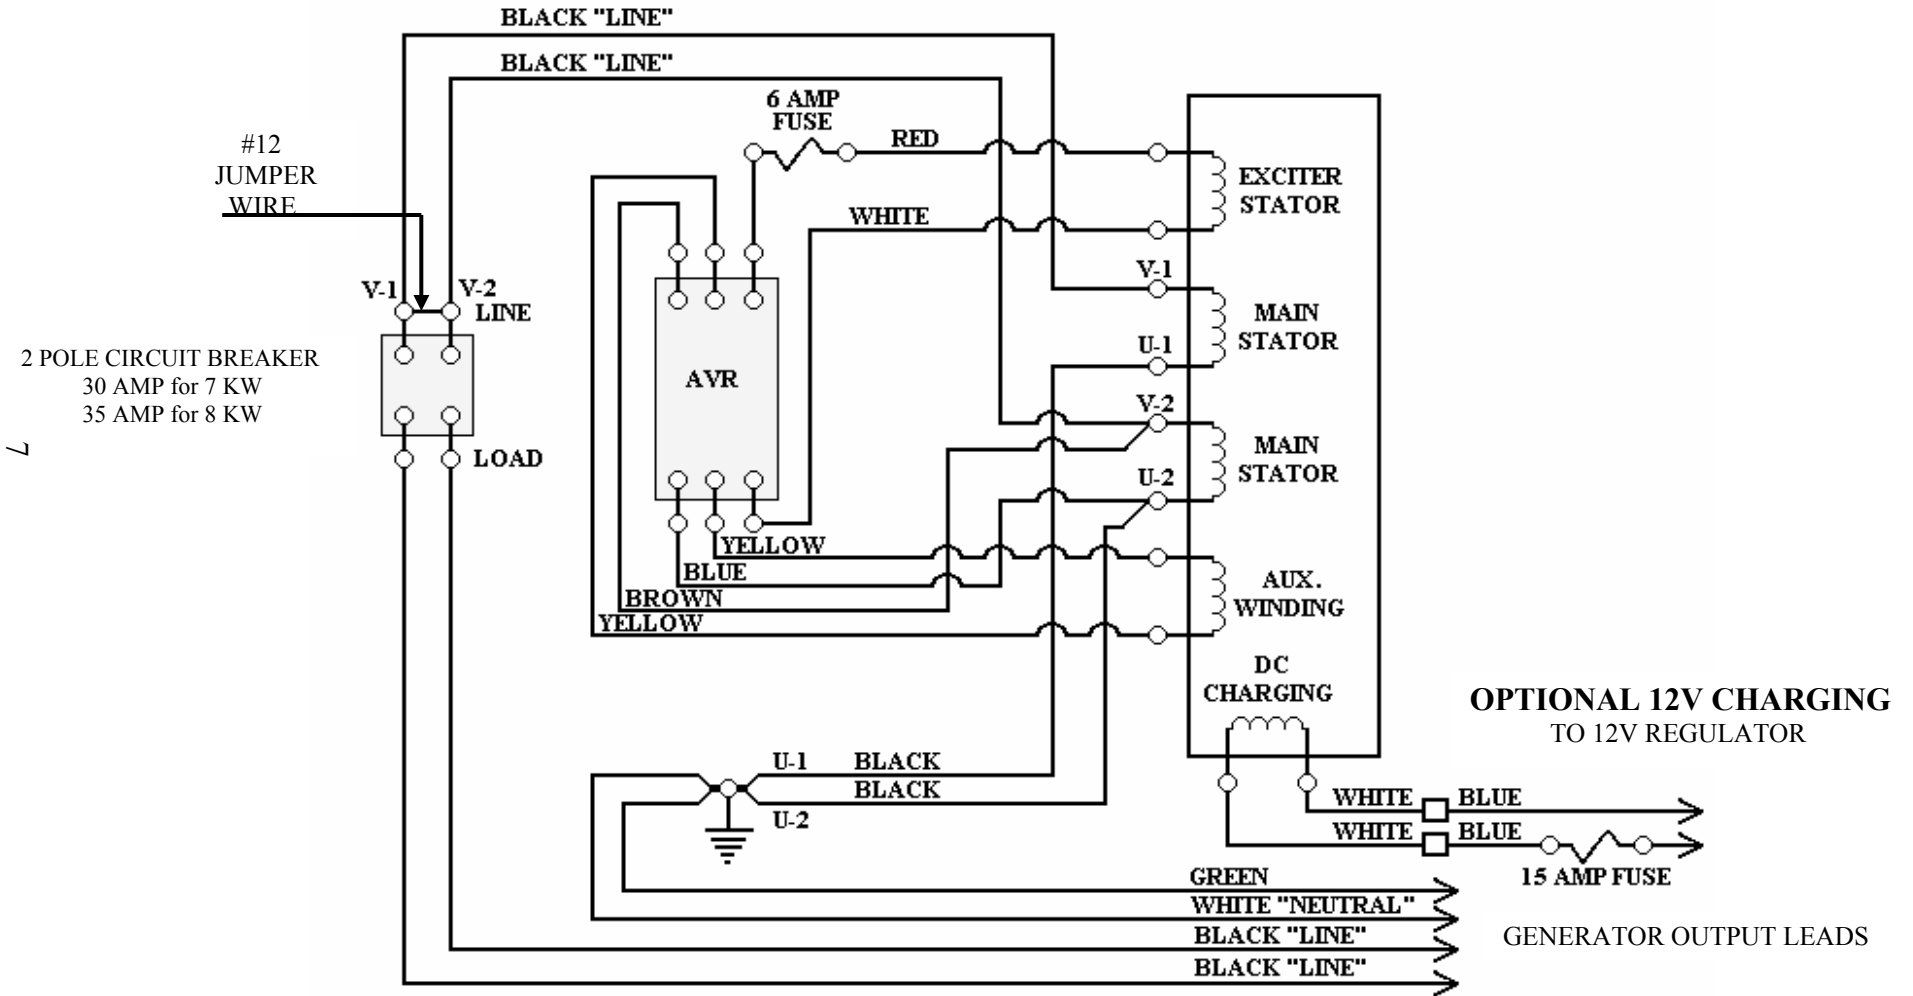 BLACK "LINE"
BLACK "LINE"
6 AMP
FUSE
RED
#12
JUMPER
WIRE
WHITE
EXCITER
STATOR
V-1
V-2
LINE
V-1
MAIN
STATOR
U-1
2 POLE CIRCUIT BREAKER
30 AMP for 7 KW
35 AMP for 8 KW
AVR
V-2
MAIN
STATOR
U-2
7
LOAD
YELLOW
BLUE
BROWN
YELLOW
AUX.
WINDING
DC
CHARGING
OPTIONAL 12V CHARGING
TO 12V REGULATOR
U-1
BLACK
BLACK
U-2
WHITE
BLUE
WHITE
BLUE
15 AMP FUSE
GREEN
WHITE "NEUTRAL"
BLACK "LINE"
BLACK "LINE"
GENERATOR OUTPUT LEADS